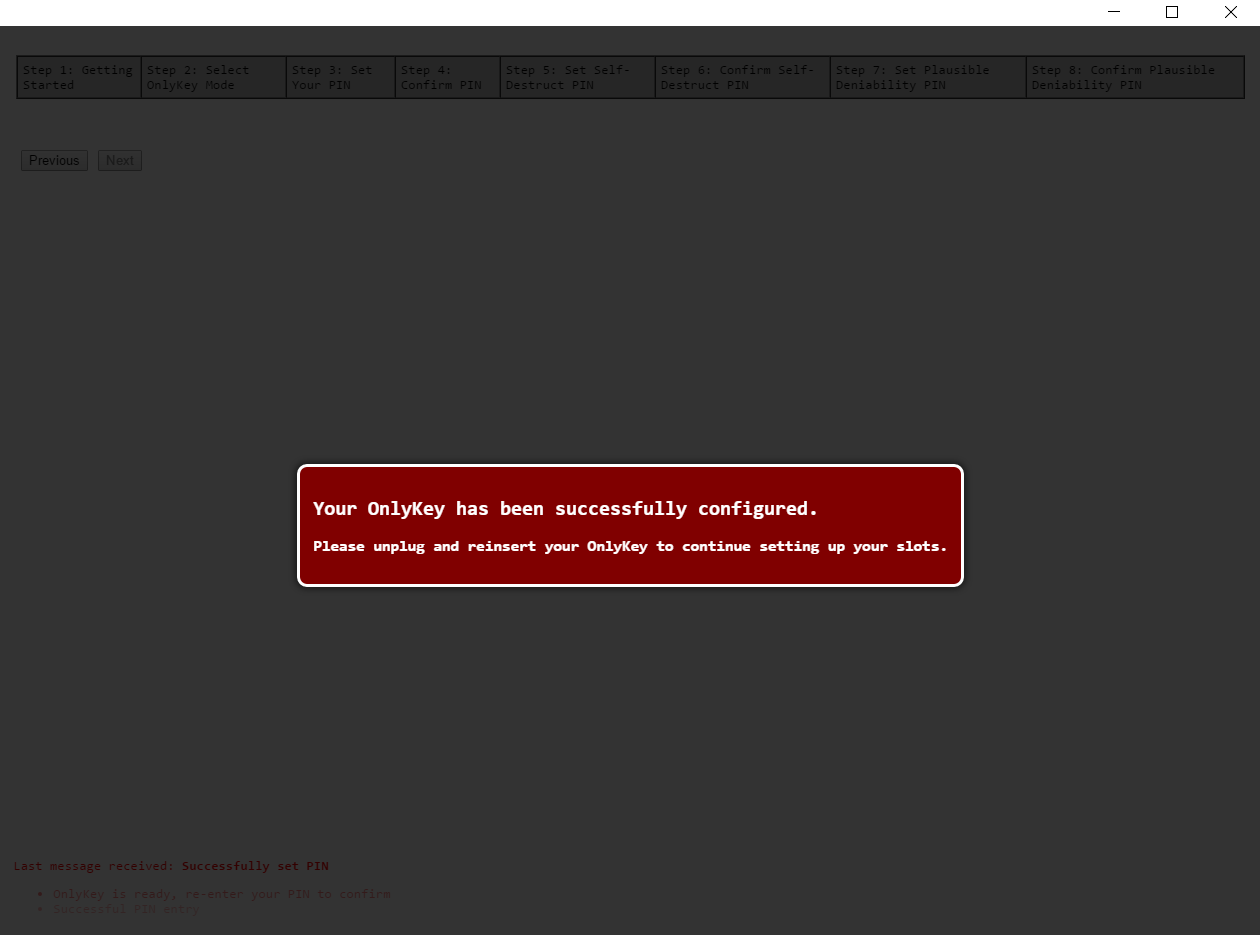 Step 1: Getting Started
Step 2: Select OnlyKey Mode
Step 3: Set Your PIN
Step 4: Confirm PIN
Step 5: Set Self-Destruct PIN
Step 6: Confirm Self-Destruct PIN
Step 7: Set Plausible Deniability PIN
Step 8: Confirm Plausible Deniability PIN
Previous Next
Your OnlyKey has been successfully configured.
Please unplug and reinsert your OnlyKey to continue setting up your slots.
Last message received: Successfully set PIN
• OnlyKey is ready, re-enter your PIN to confirm
• Successful PIN entry